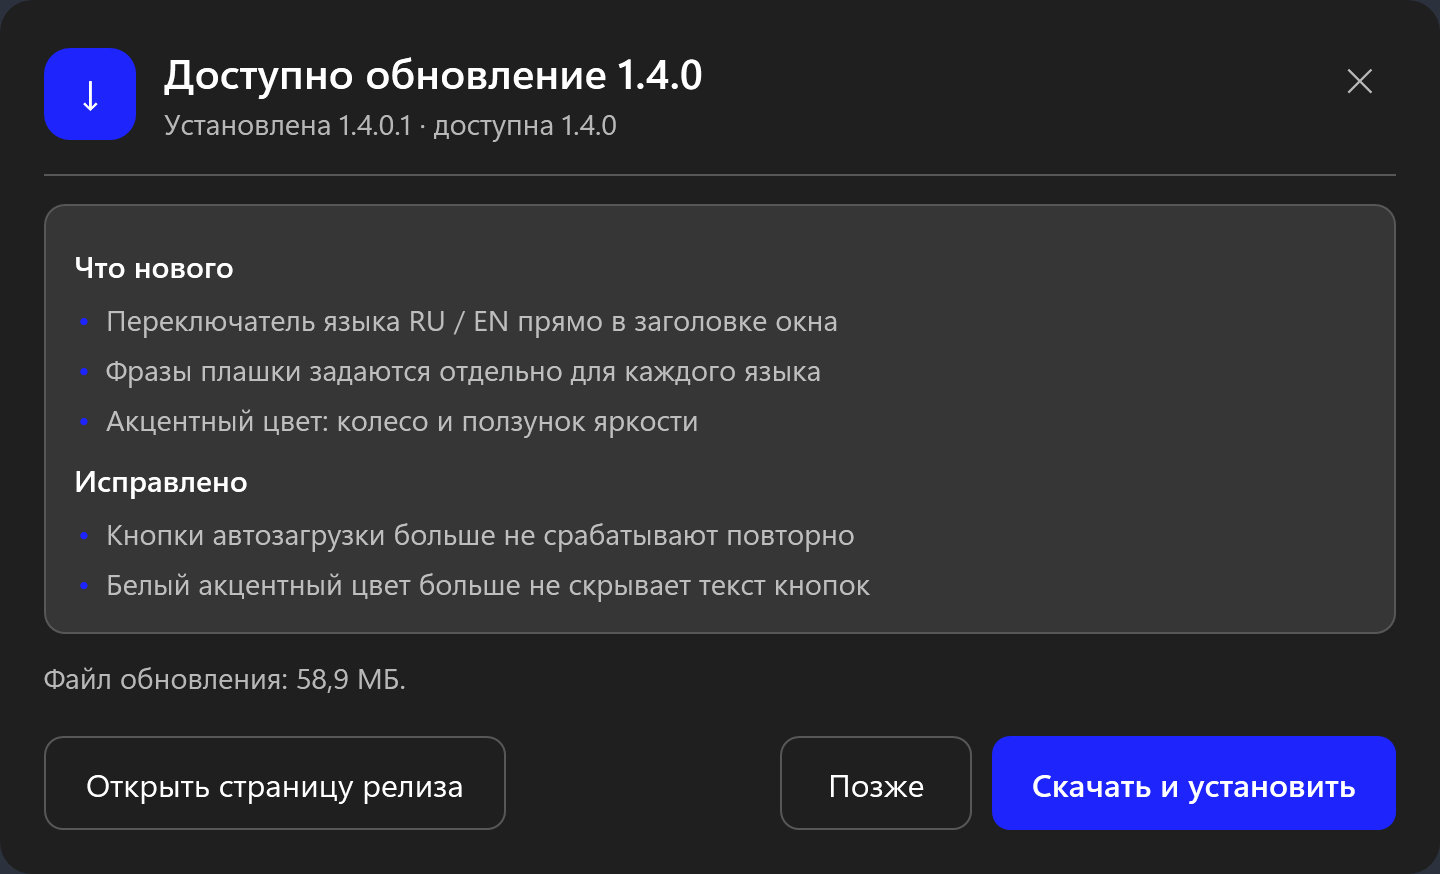 Доступно обновление 1.4.0
Установлена 1.4.0.1 · доступна 1.4.0
Что нового
• Переключатель языка RU / EN прямо в заголовке окна
• Фразы плашки задаются отдельно для каждого языка
• Акцентный цвет: колесо и ползунок яркости
Исправлено
• Кнопки автозагрузки больше не срабатывают повторно
• Белый акцентный цвет больше не скрывает текст кнопок
Файл обновления: 58,9 МБ.
Открыть страницу релиза
Позже
Скачать и установить